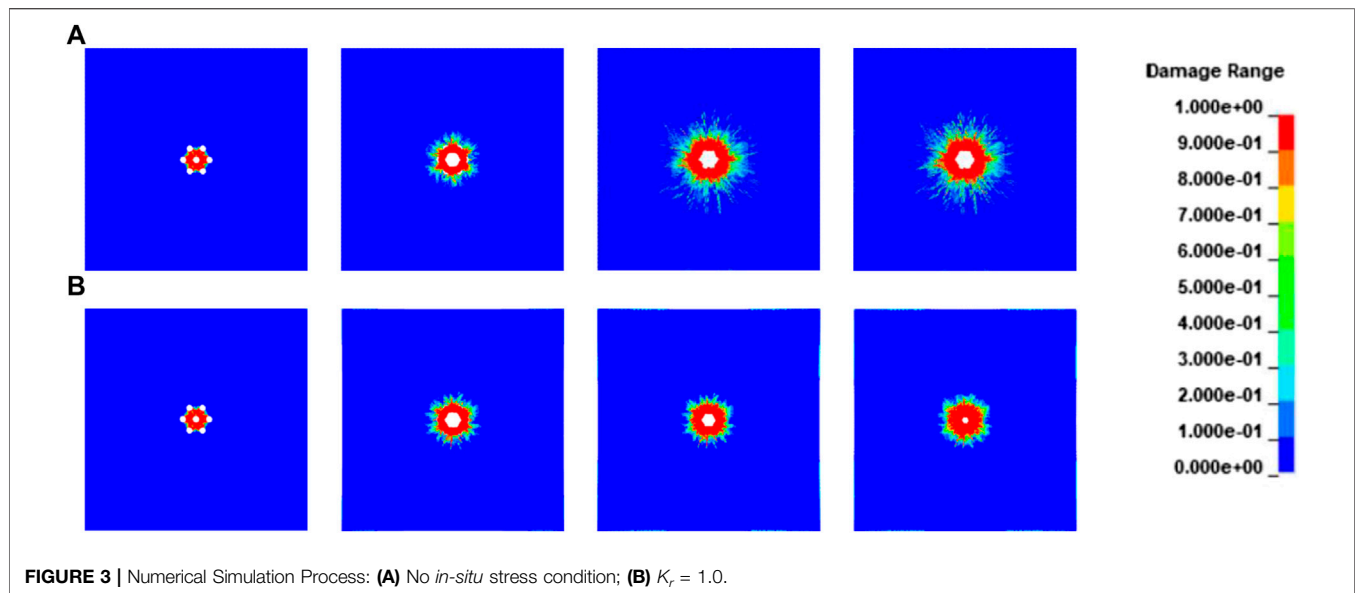 A
Damage Range
1.000e+00
9.000e-01
8.000e-01
7.000e-01
6.000e-01
5.000e-01
4.000e-01
3.000e-01
2.000e-01
1.000e-01
0.000e+00
B
FIGURE 3 | Numerical Simulation Process: (A) No in-situ stress condition; (B) Kr = 1.0.